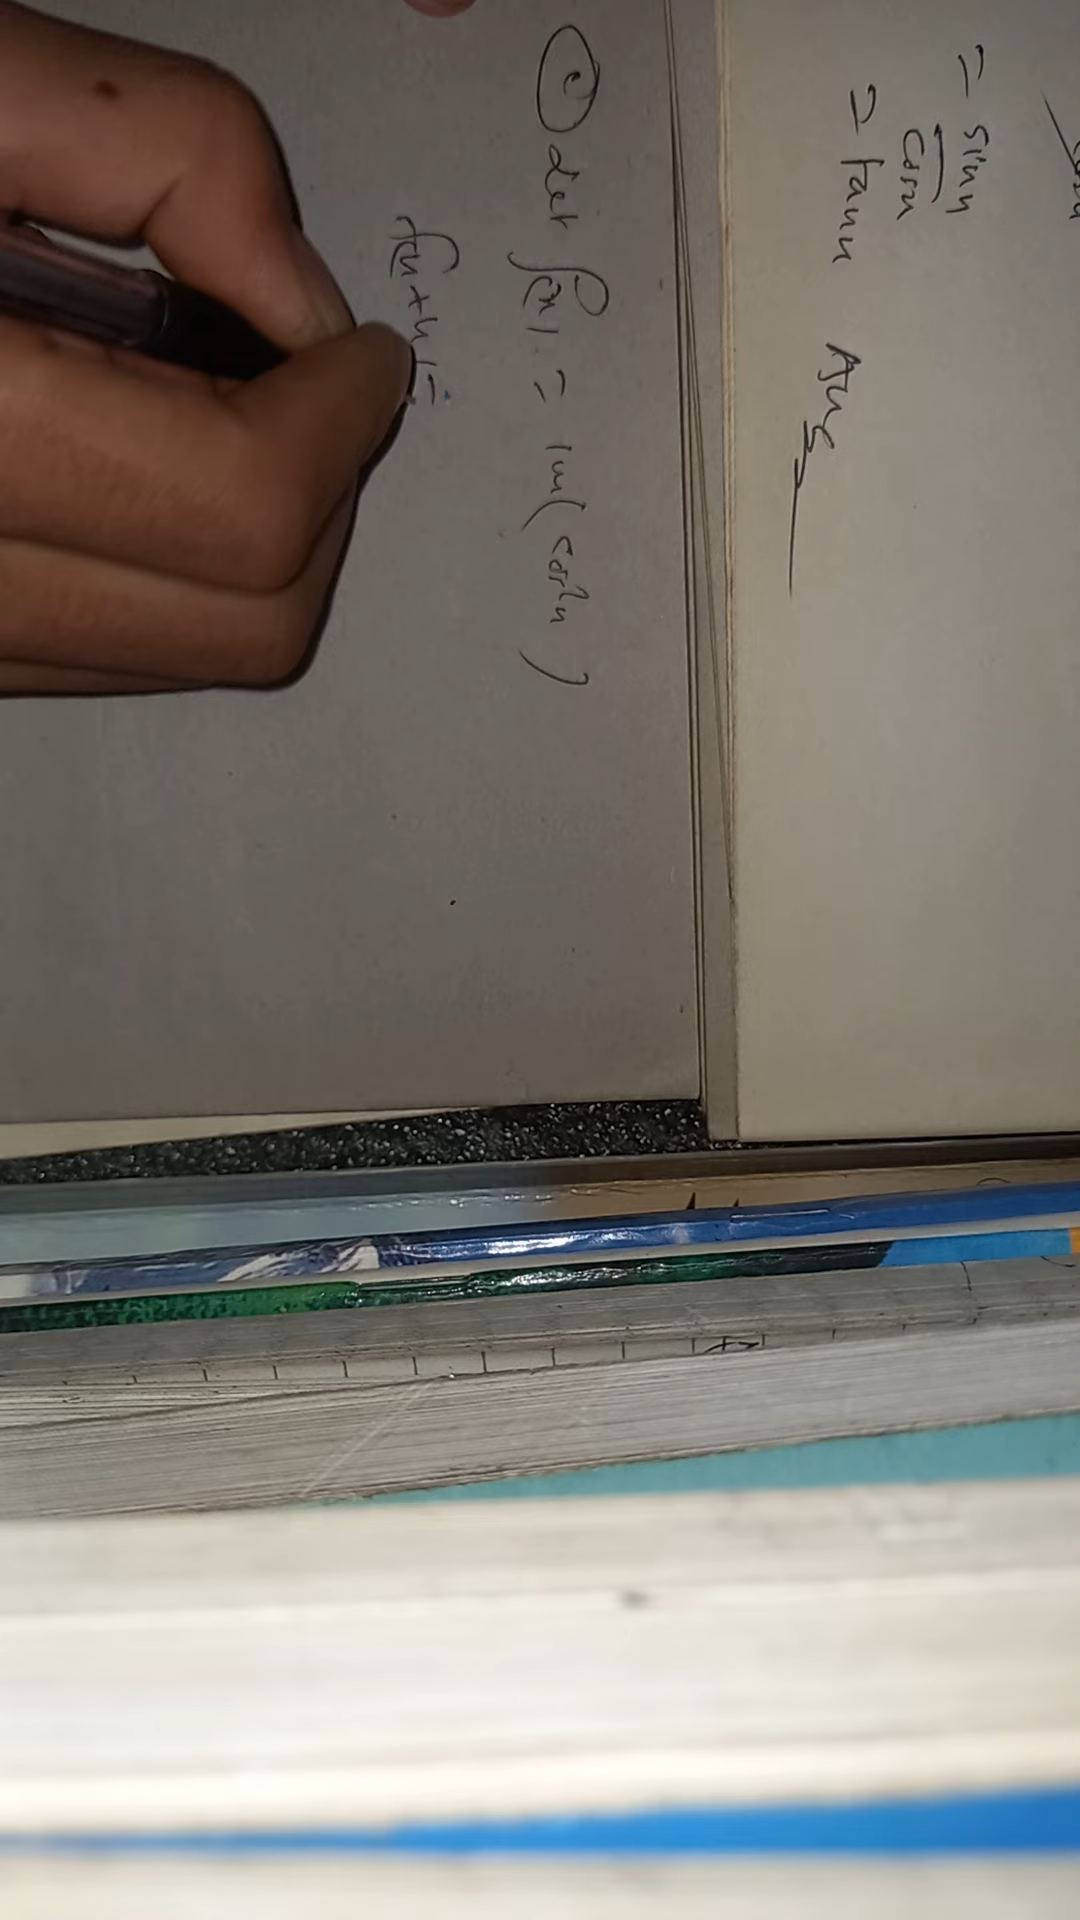 = sinx/cosx
= tanx Ans
(c) Let f(x) = ln(cos²x)
f(x+h) =